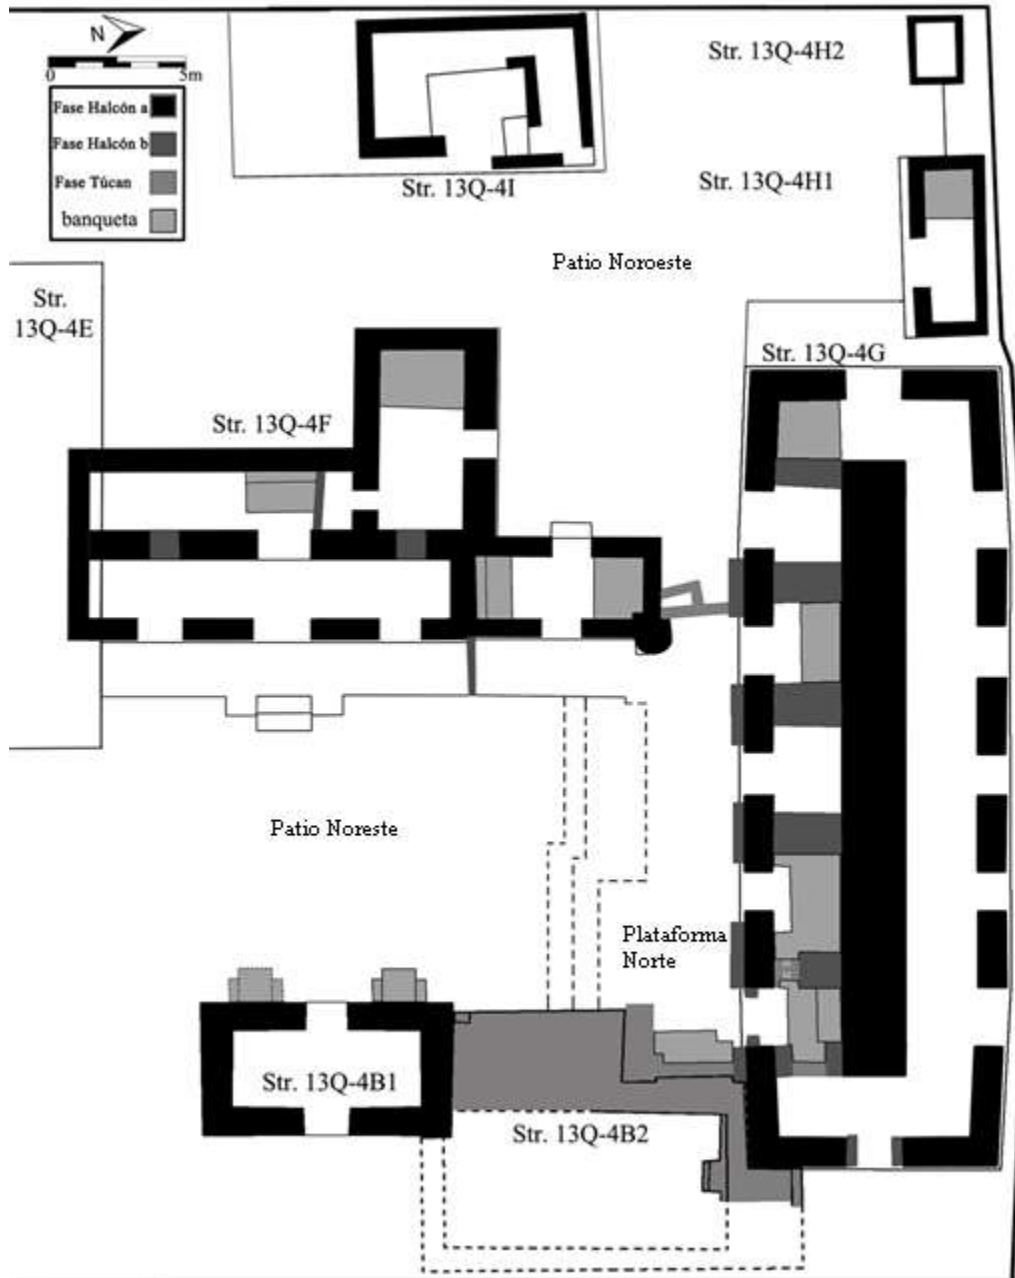 N
0 5m
Fase Halcón a
Fase Halcón b
Fase Túcan
banqueta
Str. 13Q-4H2
Str. 13Q-4I
Str. 13Q-4H1
Patio Noroeste
Str.
13Q-4E
Str. 13Q-4G
Str. 13Q-4F
Patio Noreste
Plataforma
Norte
Str. 13Q-4B1
Str. 13Q-4B2